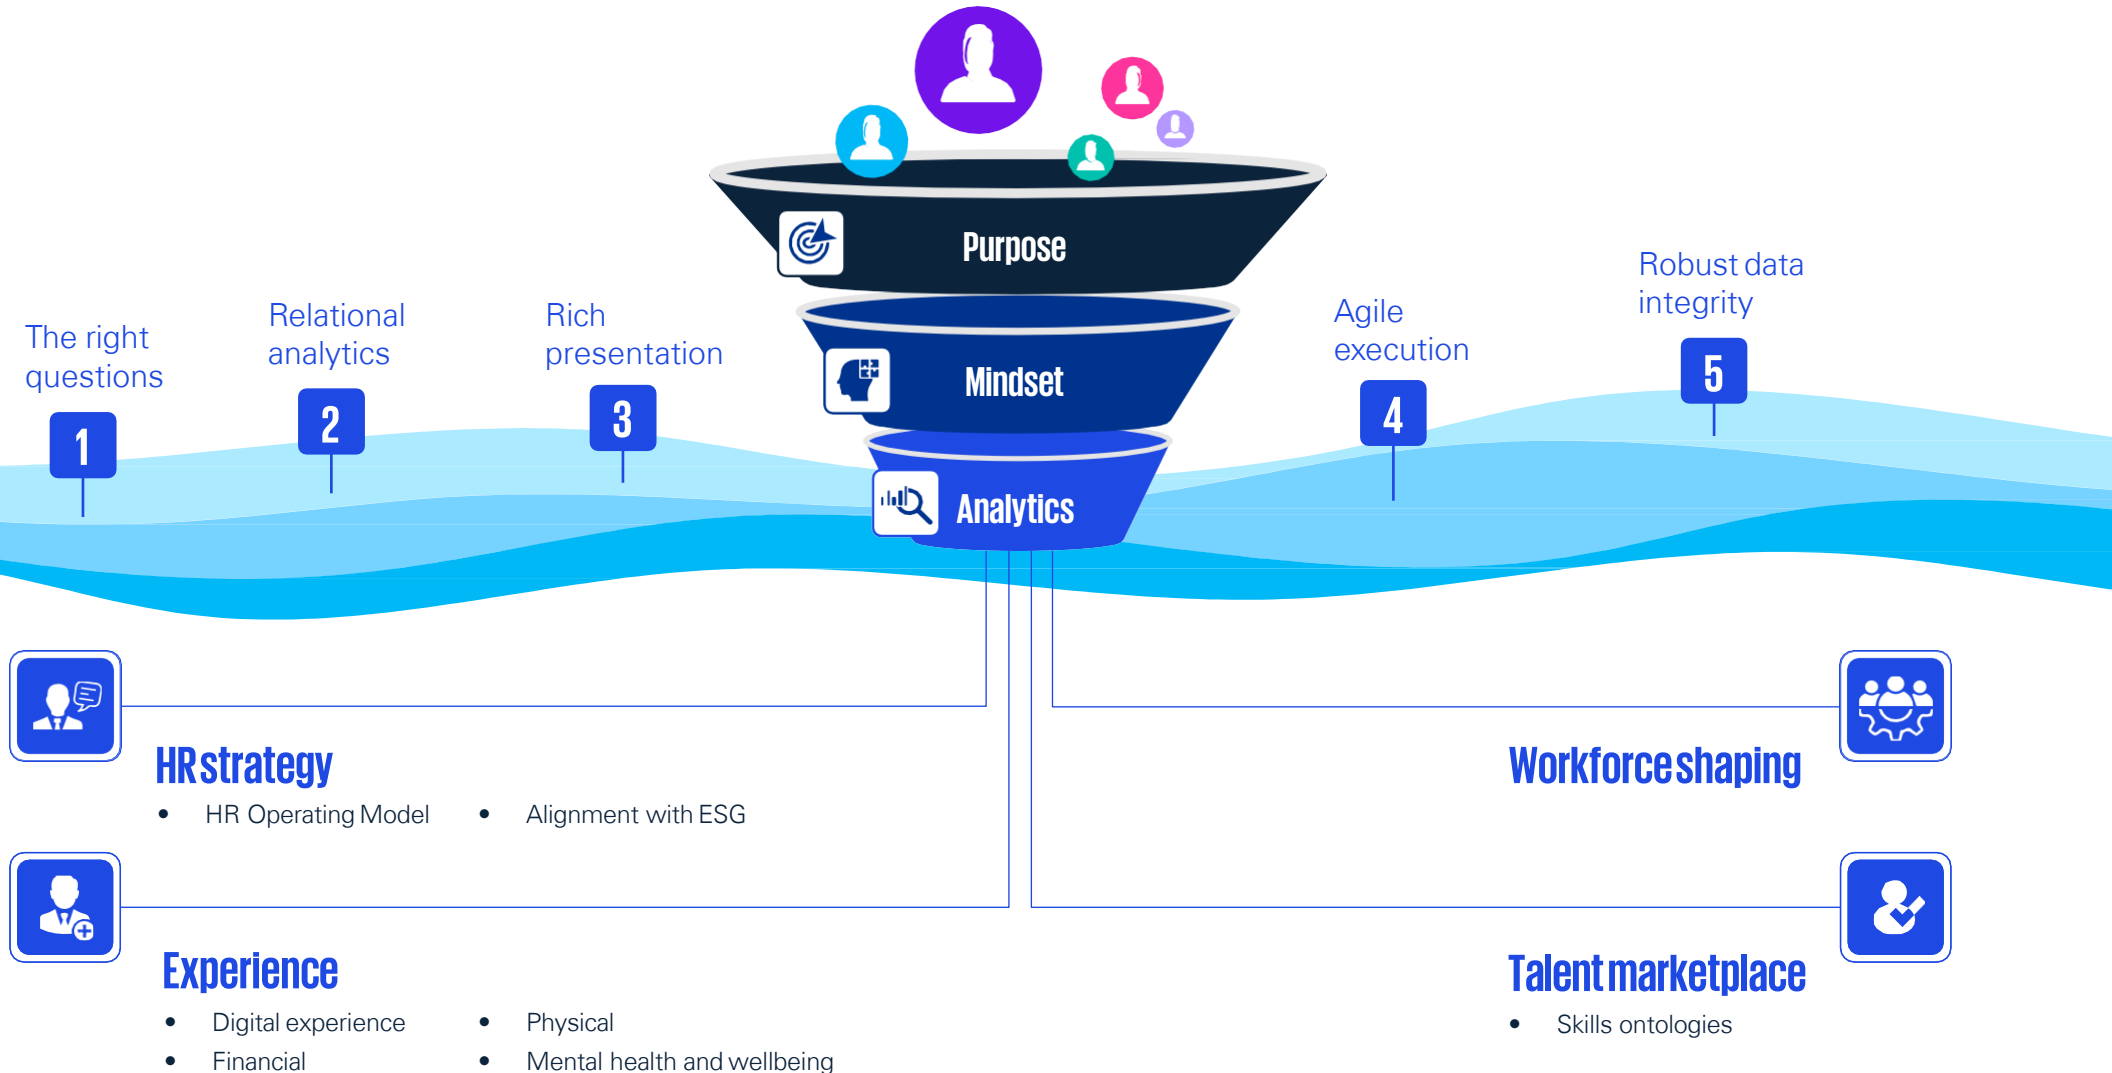 Purpose
Mindset
Analytics
The right
questions
1
Relational
analytics
2
Rich
presentation
3
Agile
execution
4
Robust data
integrity
5
HR strategy
• HR Operating Model
• Alignment with ESG
Workforce shaping
Experience
• Digital experience
• Financial
• Physical
• Mental health and wellbeing
Talent marketplace
• Skills ontologies